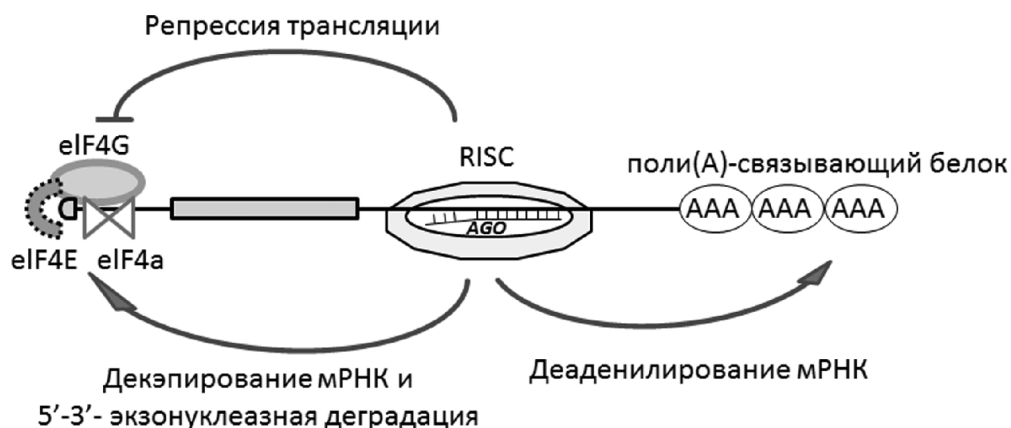 Репрессия трансляции
eIF4G
RISC
поли(А)-связывающий белок
AAA AAA AAA
AGO
eIF4E eIF4a
Декэпирование мРНК и
5’-3’- экзонуклеазная деградация
Деаденилирование мРНК